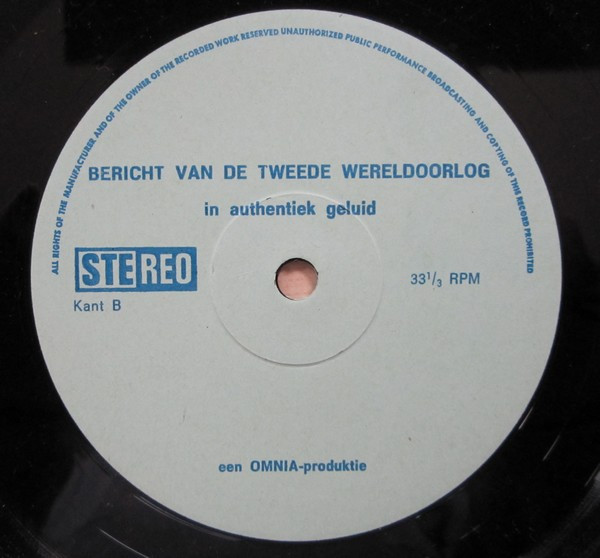 ALL RIGHTS OF THE MANUFACTURER AND OF THE OWNER OF THE RECORDED WORK RESERVED UNAUTHORIZED PUBLIC PERFORMANCE BROADCASTING AND COPYING OF THIS RECORD PROHIBITED
BERICHT VAN DE TWEEDE WERELDOORLOG
in authentiek geluid
STEREO
33 1/3 RPM
Kant B
een OMNIA-produktie